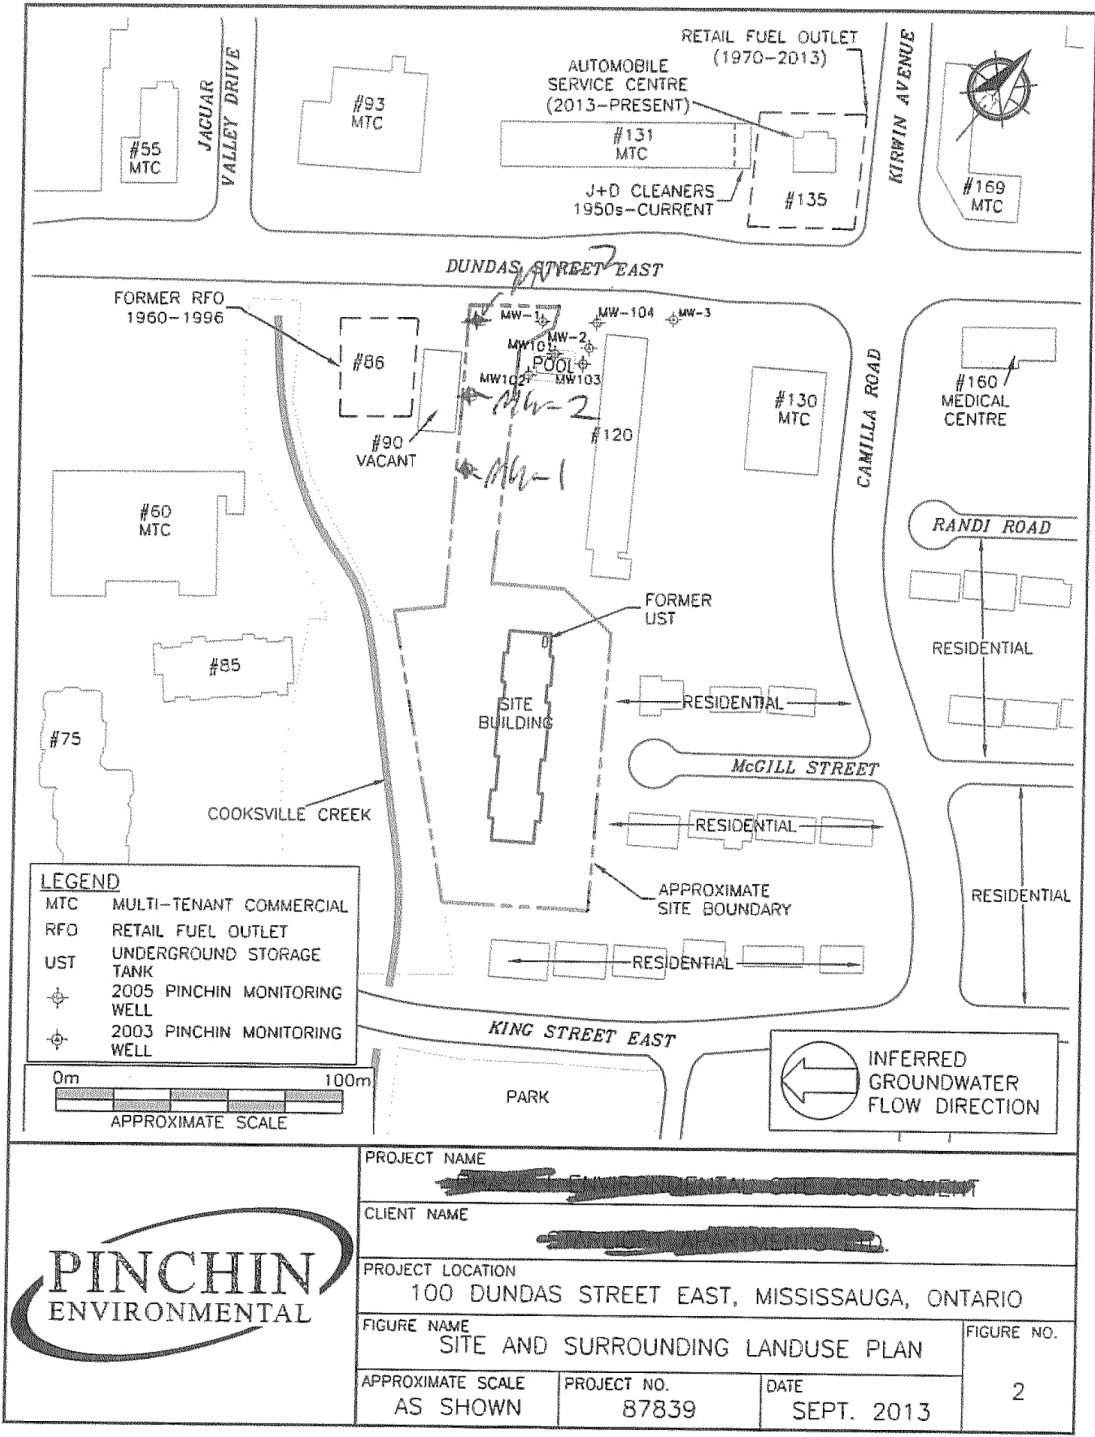 RETAIL FUEL OUTLET
(1970-2013)
AUTOMOBILE
SERVICE CENTRE
(2013-PRESENT)
KIRWIN AVENUE
JAGUAR
VALLEY DRIVE
#93
MTC
#55
MTC
#131
MTC
J+D CLEANERS
1950s-CURRENT
#135
#169
MTC
DUNDAS STREET EAST
FORMER RFO
1960-1996
MW-1
MW-104
MW-3
MW-2
MW101
POOL
MW102
MW103
#86
MW-2
#90
VACANT
#120
#130
MTC
CAMILLA ROAD
#160
MEDICAL
CENTRE
MW-1
#60
MTC
RANDI ROAD
FORMER
UST
RESIDENTIAL
#85
SITE
BUILDING
RESIDENTIAL
#75
McGILL STREET
COOKSVILLE CREEK
RESIDENTIAL
APPROXIMATE
SITE BOUNDARY
RESIDENTIAL
RESIDENTIAL
KING STREET EAST
PARK
LEGEND
MTC MULTI-TENANT COMMERCIAL
RFO RETAIL FUEL OUTLET
UST UNDERGROUND STORAGE
TANK
2005 PINCHIN MONITORING
WELL
2003 PINCHIN MONITORING
WELL
0m 100m
APPROXIMATE SCALE
INFERRED
GROUNDWATER
FLOW DIRECTION
PINCHIN
ENVIRONMENTAL
PROJECT NAME
CLIENT NAME
PROJECT LOCATION
100 DUNDAS STREET EAST, MISSISSAUGA, ONTARIO
FIGURE NAME
SITE AND SURROUNDING LANDUSE PLAN
FIGURE NO.
2
APPROXIMATE SCALE
AS SHOWN
PROJECT NO.
87839
DATE
SEPT. 2013